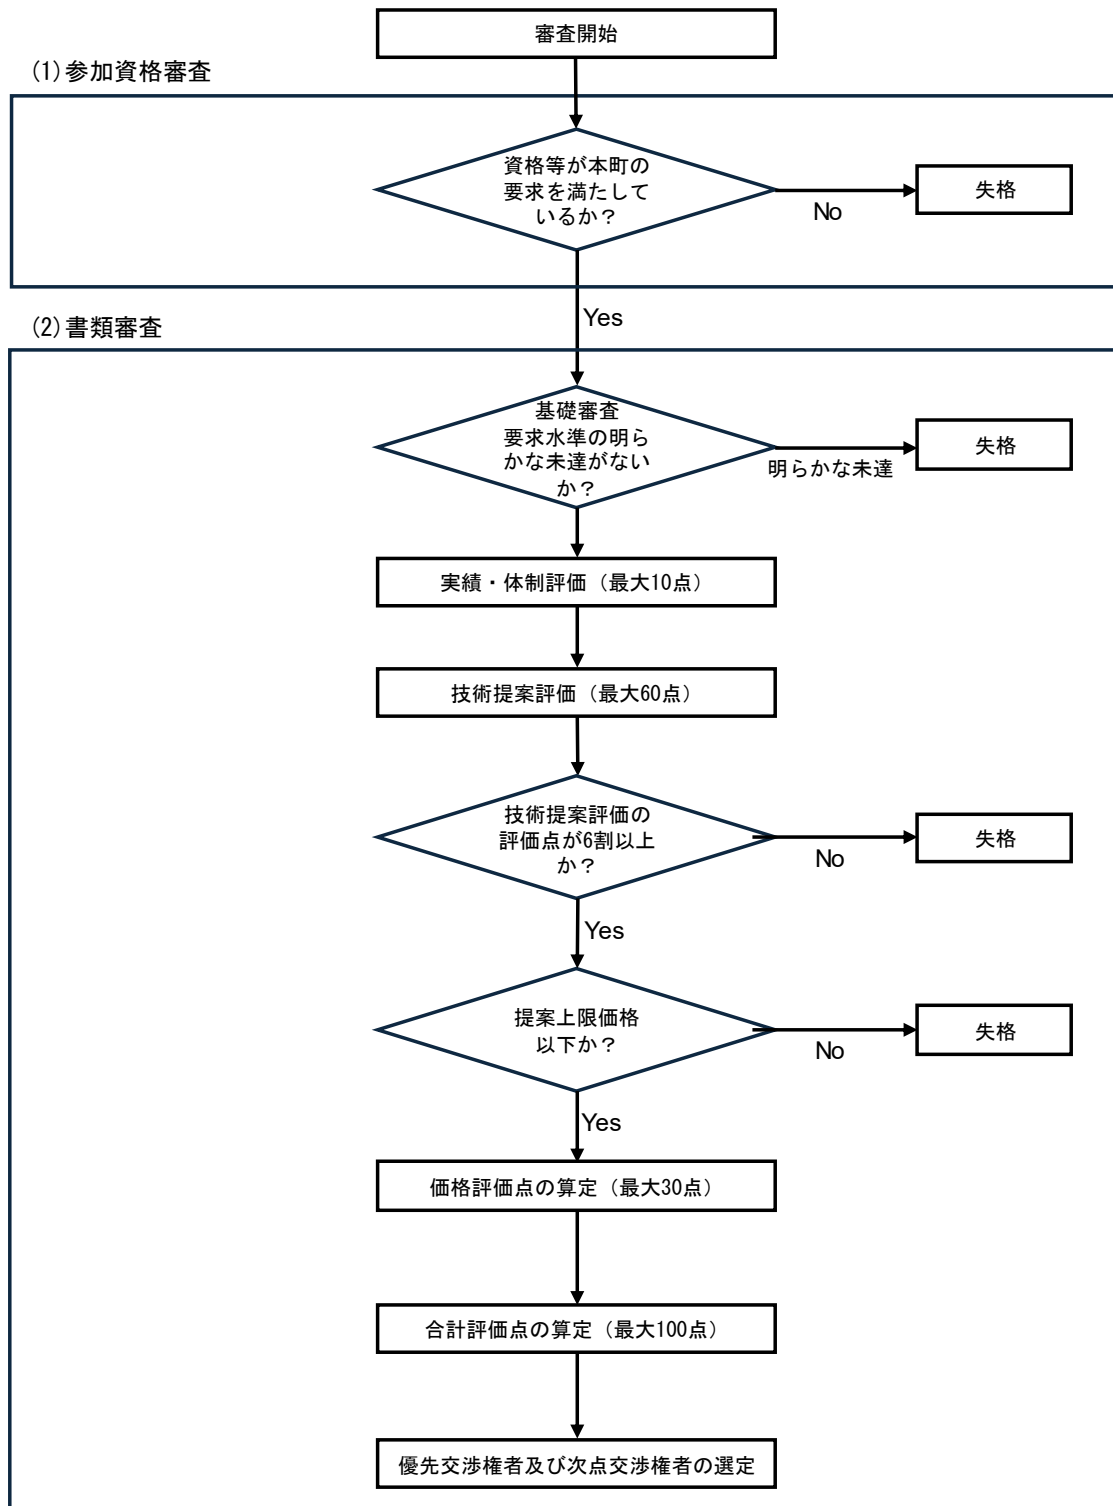 審査開始
(1)参加資格審査
資格等が本町の
要求を満たして
いるか？
No
失格
Yes
(2)書類審査
基礎審査
要求水準の明ら
かな未達がない
か？
明らかな未達
失格
実績・体制評価（最大10点）
技術提案評価（最大60点）
技術提案評価の
評価点が6割以上
か？
No
失格
Yes
提案上限価格
以下か？
No
失格
Yes
価格評価点の算定（最大30点）
合計評価点の算定（最大100点）
優先交渉権者及び次点交渉権者の選定